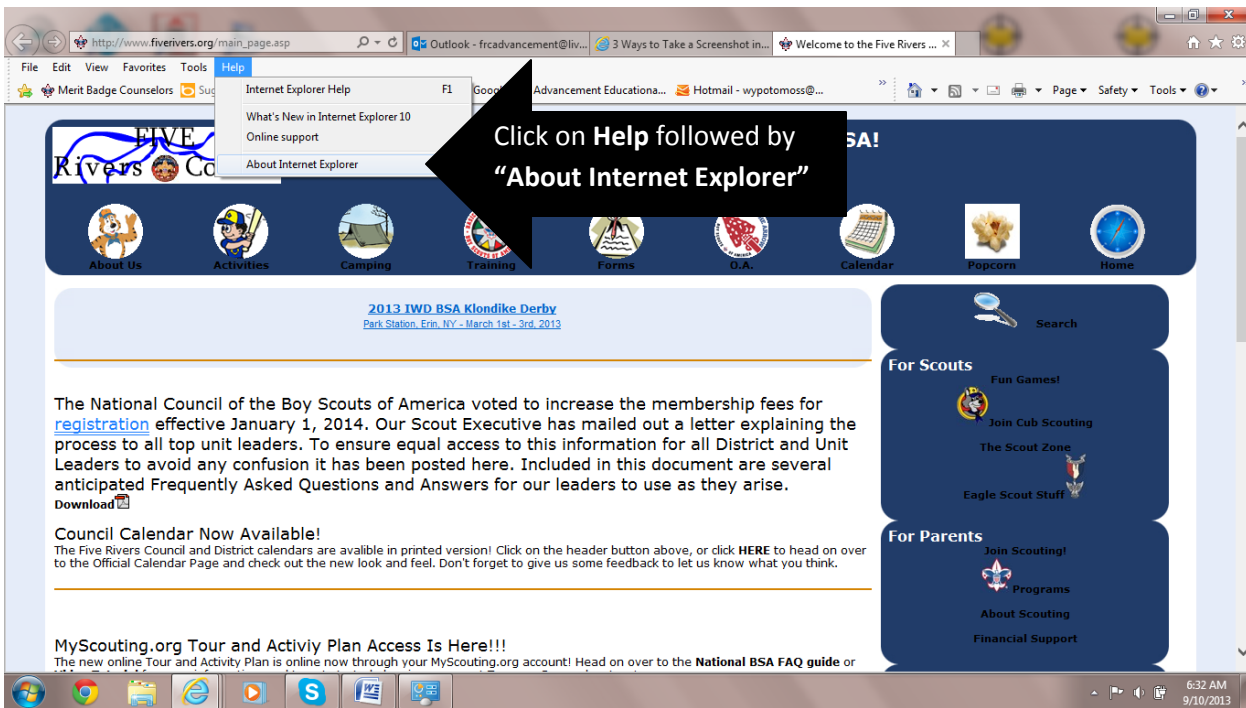 http://www.fiverivers.org/main_page.asp
Outlook - frcadvancement@liv...
3 Ways to Take a Screenshot in...
Welcome to the Five Rivers ...
File Edit View Favorites Tools Help
Merit Badge Counselors
Advancement Educationa...
Hotmail - wypotomoss@...
Page
Safety
Tools
Internet Explorer Help F1
What's New in Internet Explorer 10
Online support
About Internet Explorer
Click on Help followed by
“About Internet Explorer”
FIVE
Rivers
SA!
About Us
Activities
Camping
Training
Forms
O.A.
Calendar
Popcorn
Home
2013 IWD BSA Klondike Derby
Park Station, Erin, NY - March 1st - 3rd, 2013
The National Council of the Boy Scouts of America voted to increase the membership fees for
registration effective January 1, 2014. Our Scout Executive has mailed out a letter explaining the
process to all top unit leaders. To ensure equal access to this information for all District and Unit
Leaders to avoid any confusion it has been posted here. Included in this document are several
anticipated Frequently Asked Questions and Answers for our leaders to use as they arise.
Download
Council Calendar Now Available!
The Five Rivers Council and District calendars are avalible in printed version! Click on the header button above, or click HERE to head on over
to the Official Calendar Page and check out the new look and feel. Don't forget to give us some feedback to let us know what you think.
MyScouting.org Tour and Activiy Plan Access Is Here!!!
The new online Tour and Activity Plan is online now through your MyScouting.org account! Head on over to the National BSA FAQ guide or
Search
For Scouts
Fun Games!
Join Cub Scouting
The Scout Zone
Eagle Scout Stuff
For Parents
Join Scouting!
Programs
About Scouting
Financial Support
6:32 AM
9/10/2013